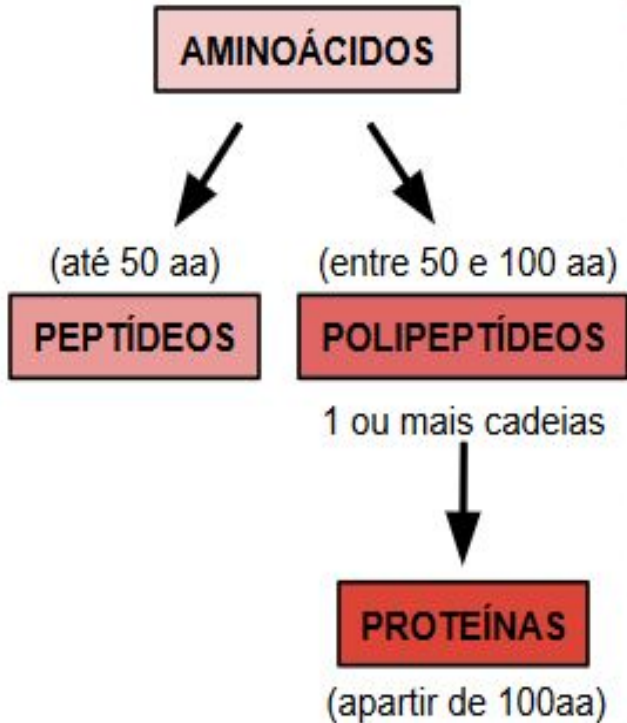 AMINOÁCIDOS
(até 50 aa)
(entre 50 e 100 aa)
PEPTÍDEOS
POLIPEPTÍDEOS
1 ou mais cadeias
PROTEÍNAS
(apartir de 100aa)